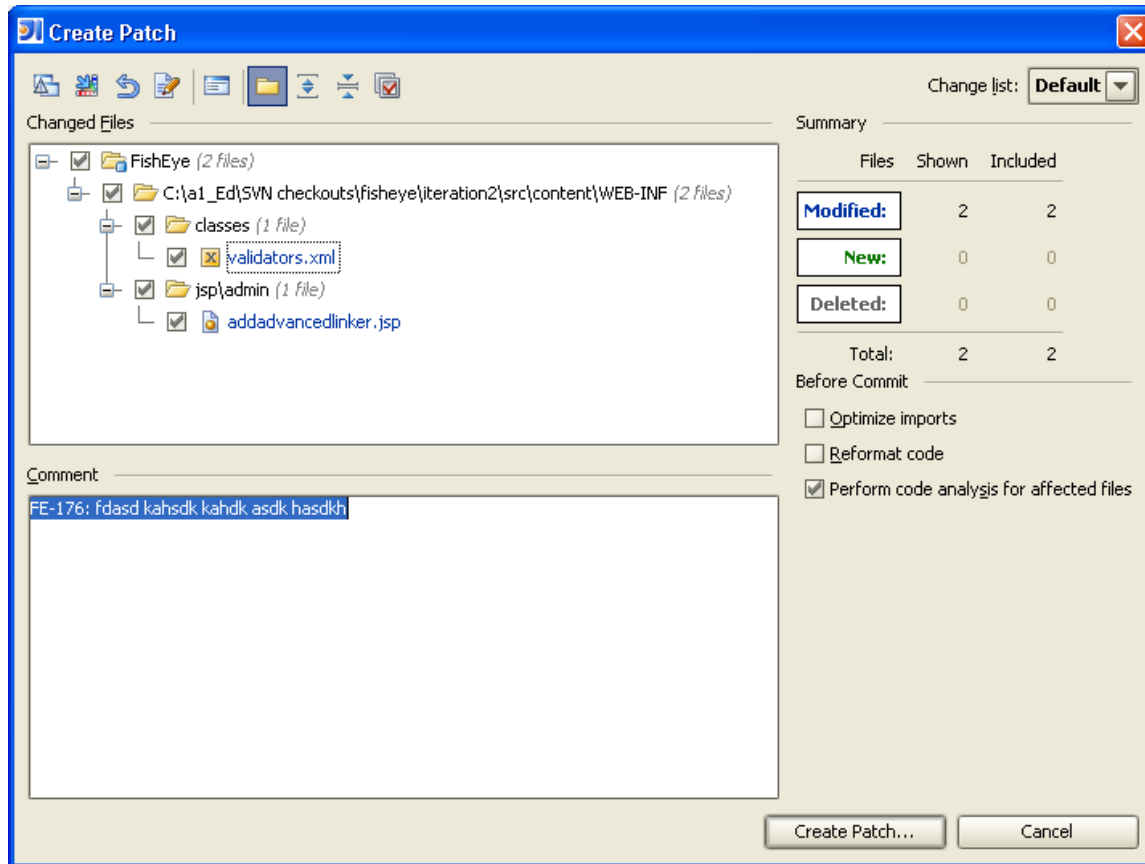 Create Patch
Change list: Default
Changed Files
FishEye (2 files)
C:\a1_Ed\SVN checkouts\fisheye\iteration2\src\content\WEB-INF (2 files)
classes (1 file)
validators.xml
jsp\admin (1 file)
addadvancedlinker.jsp
Summary
Files Shown Included
Modified: 2 2
New: 0 0
Deleted: 0 0
Total: 2 2
Before Commit
Optimize imports
Reformat code
Perform code analysis for affected files
Comment
FE-176: fdasd kahsdk kahdk asdk hasdkh
Create Patch... Cancel